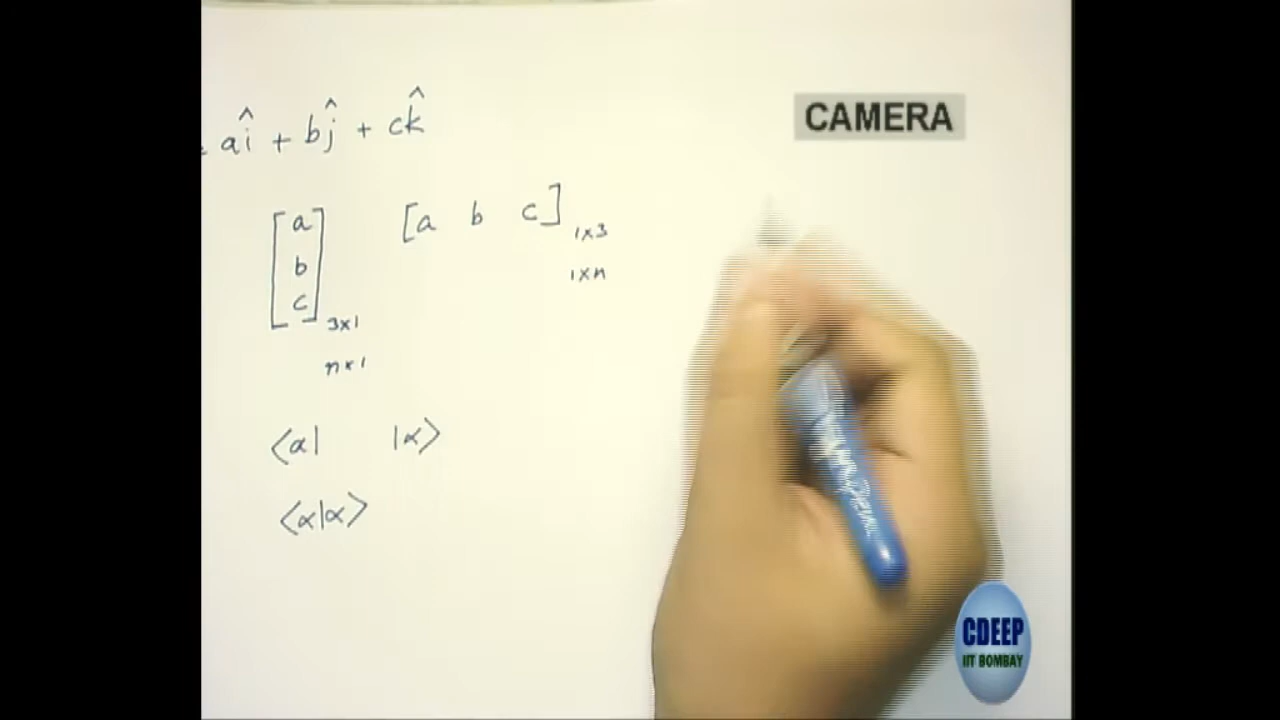 = aî + bĵ + ck̂
CAMERA
[a b c] 3×1
n×1
[a b c] 1×3
1×n
⟨α| |α⟩
⟨α|α⟩
CDEEP
IIT BOMBAY